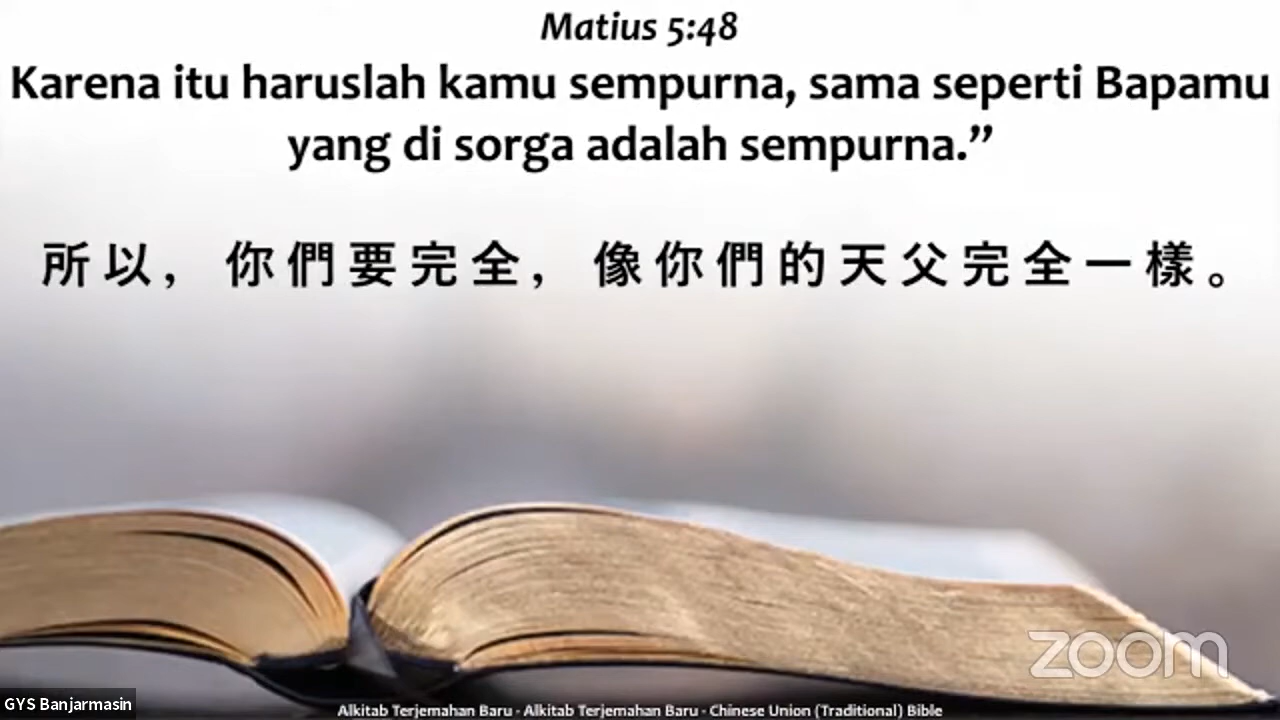 Matius 5:48
Karena itu haruslah kamu sempurna, sama seperti Bapamu
yang di sorga adalah sempurna.”
所以，你們要完全，像你們的天父完全一樣。
zoom
GYS Banjarmasin
Alkitab Terjemahan Baru - Alkitab Terjemahan Baru - Chinese Union (Traditional) Bible